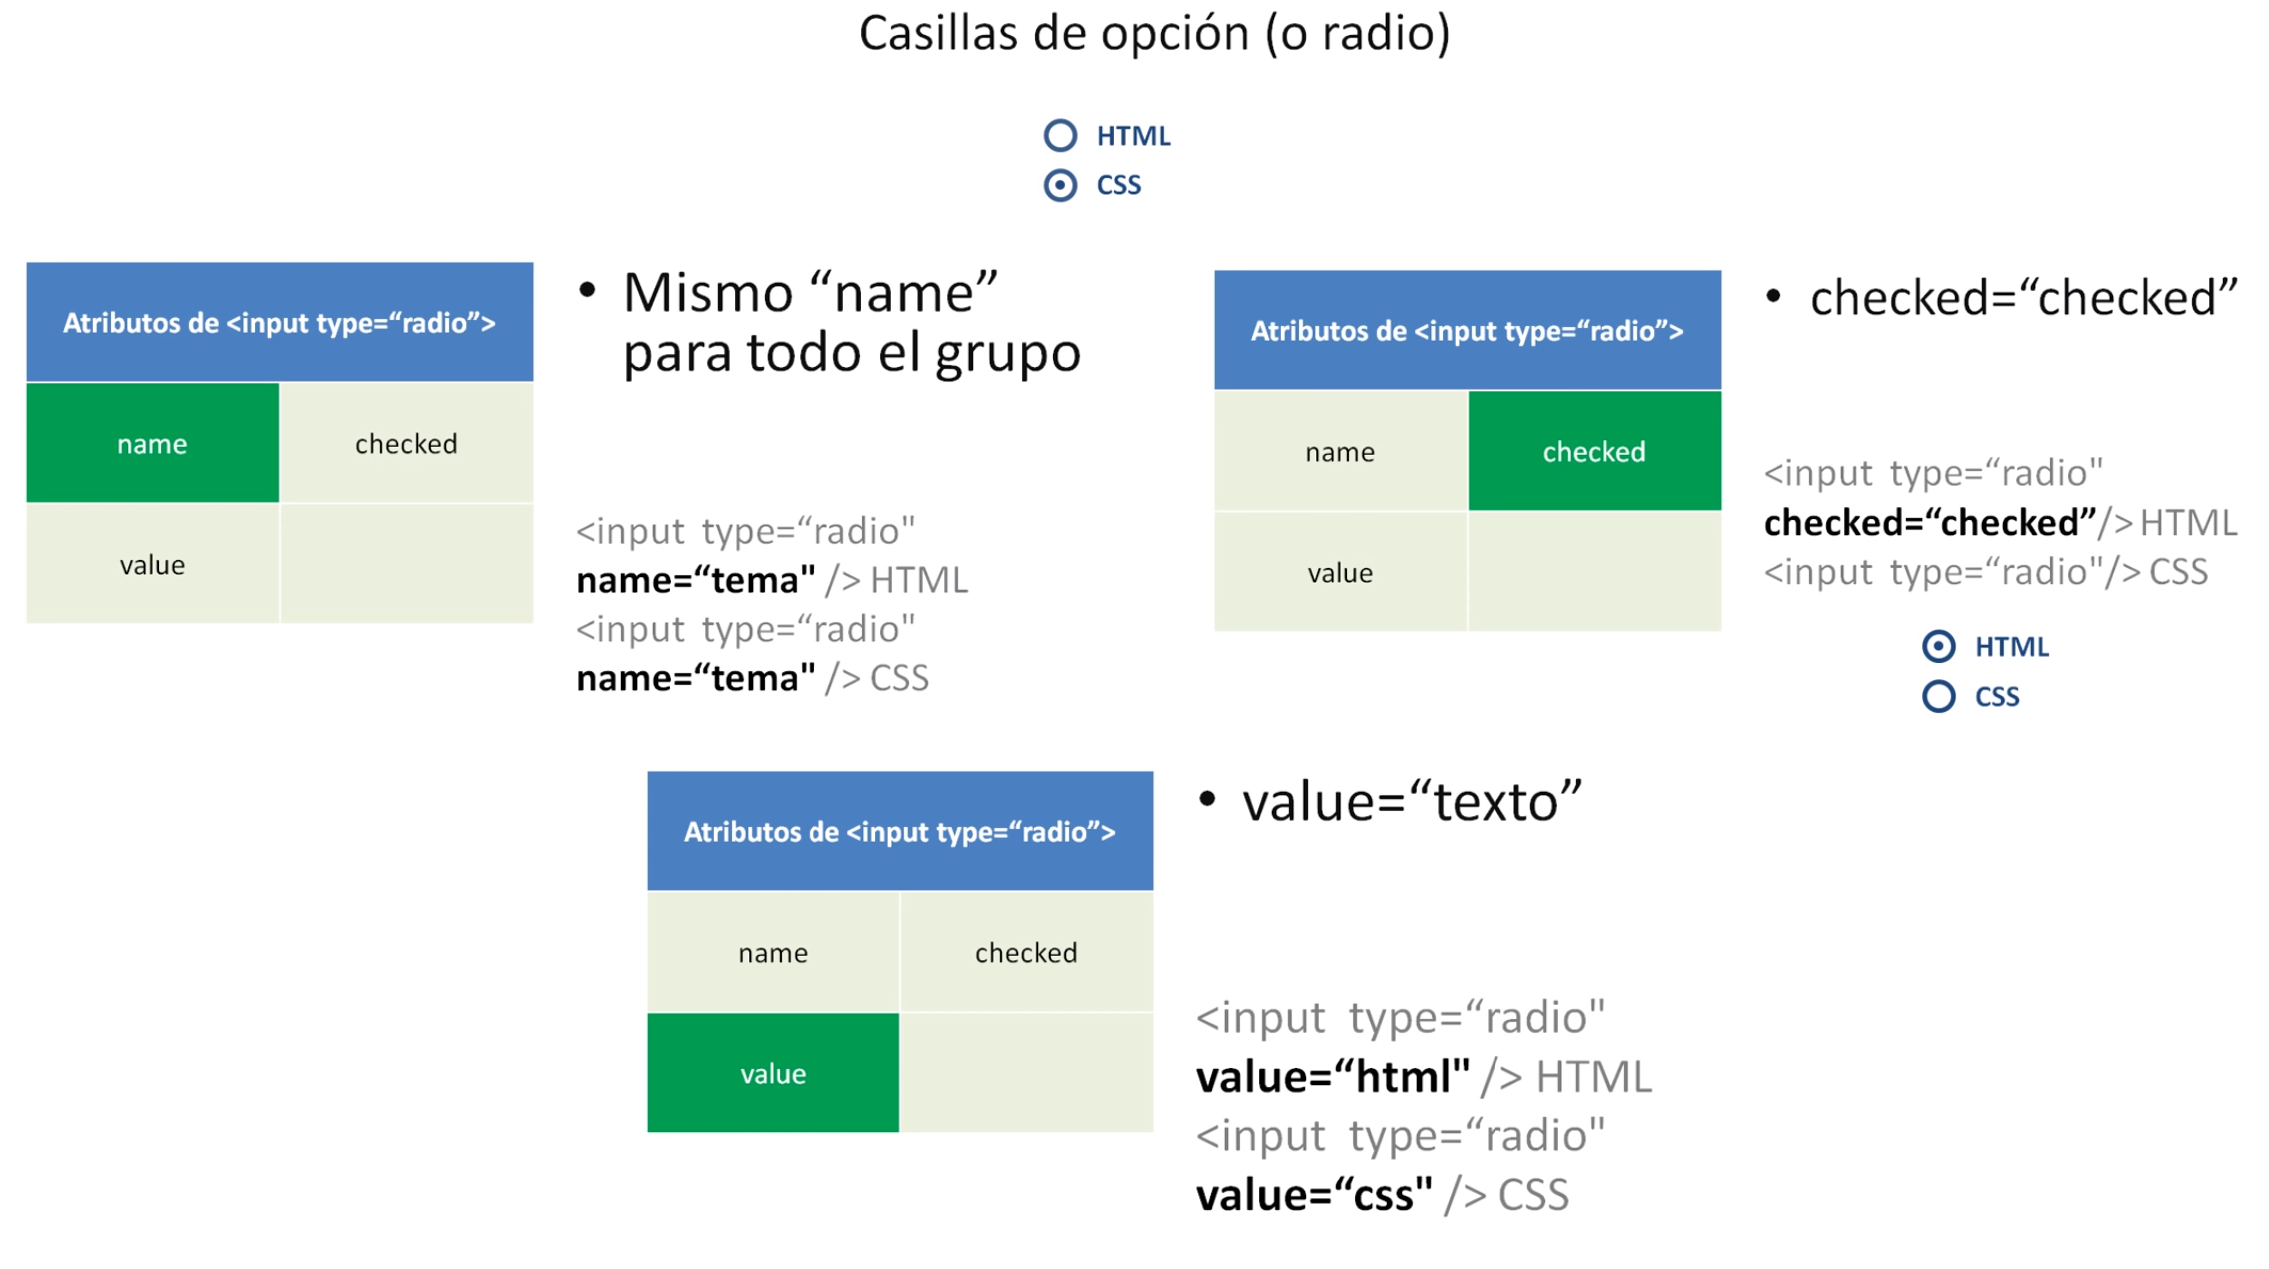 Casillas de opción (o radio)
HTML
CSS
Atributos de <input type=“radio”>
name checked
value
• Mismo “name”
para todo el grupo
<input type=“radio"
name=“tema" /> HTML
<input type=“radio"
name=“tema" /> CSS
Atributos de <input type=“radio”>
name checked
value
• checked=“checked”
<input type=“radio"
checked=“checked”/> HTML
<input type=“radio"/> CSS
HTML
CSS
Atributos de <input type=“radio”>
name checked
value
• value=“texto”
<input type=“radio"
value=“html" /> HTML
<input type=“radio"
value=“css" /> CSS